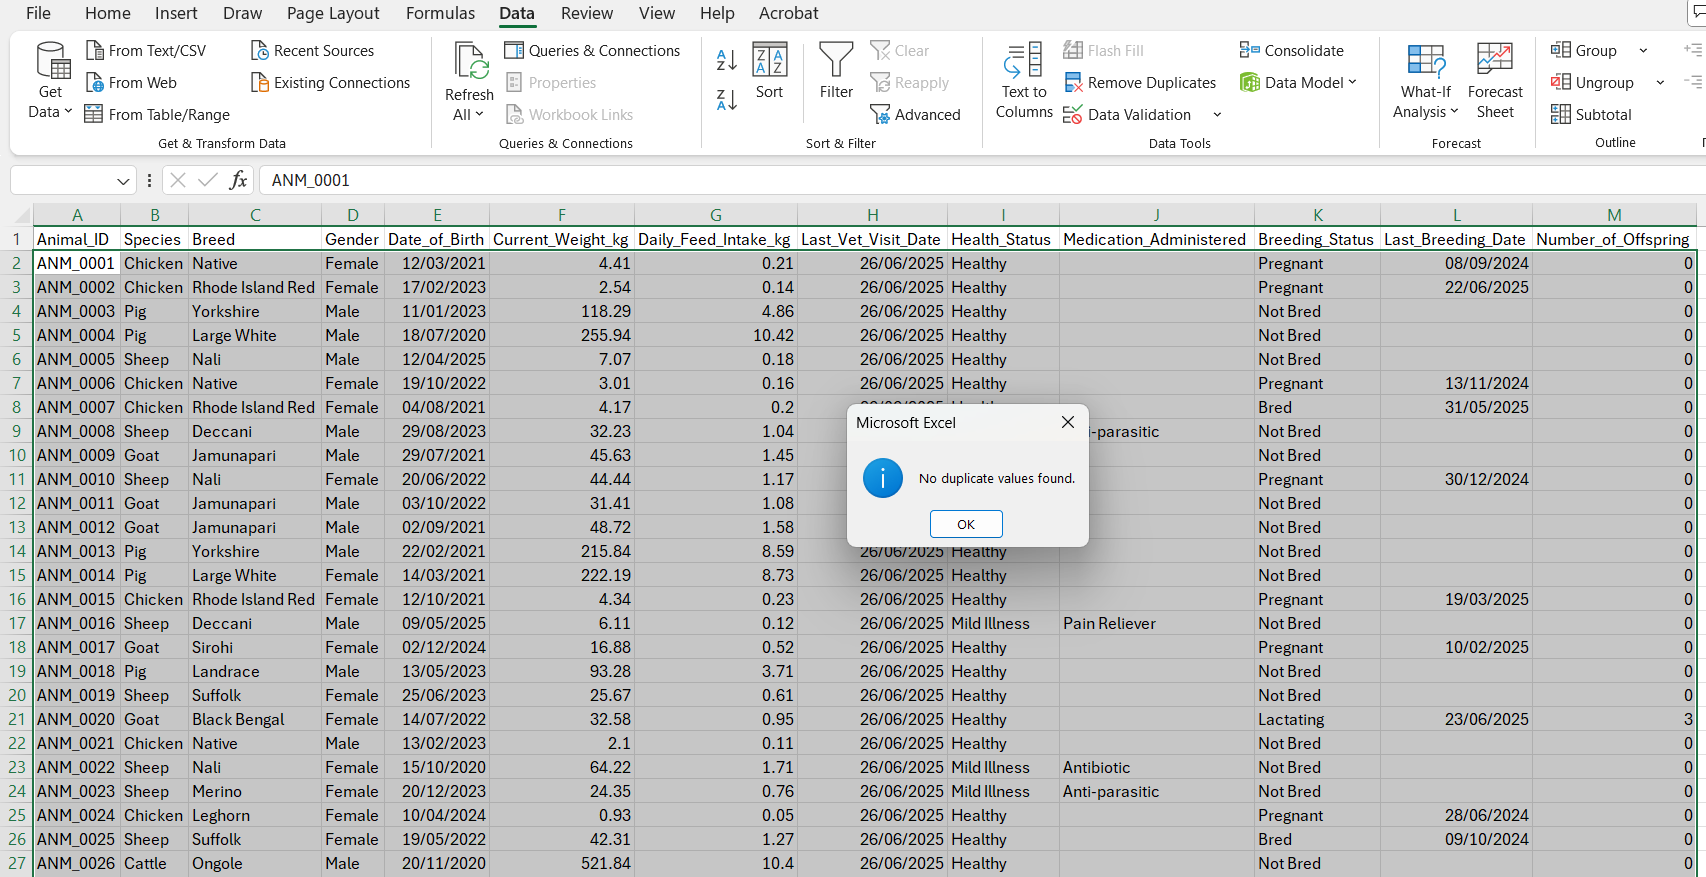 File Home Insert Draw Page Layout Formulas Data Review View Help Acrobat
Get Data From Text/CSV From Web From Table/Range Recent Sources Existing Connections
Get & Transform Data
Refresh All Queries & Connections Properties Workbook Links
Queries & Connections
Sort Filter Clear Reapply Advanced
Sort & Filter
Text to Columns Flash Fill Remove Duplicates Data Validation Consolidate Data Model
Data Tools
What-If Analysis Forecast Sheet
Forecast
Group Ungroup Subtotal
Outline
fx ANM_0001
A B C D E F G H I J K L M
1 Animal_ID Species Breed Gender Date_of_Birth Current_Weight_kg Daily_Feed_Intake_kg Last_Vet_Visit_Date Health_Status Medication_Administered Breeding_Status Last_Breeding_Date Number_of_Offspring
2 ANM_0001 Chicken Native Female 12/03/2021 4.41 0.21 26/06/2025 Healthy Pregnant 08/09/2024 0
3 ANM_0002 Chicken Rhode Island Red Female 17/02/2023 2.54 0.14 26/06/2025 Healthy Pregnant 22/06/2025 0
4 ANM_0003 Pig Yorkshire Male 11/01/2023 118.29 4.86 26/06/2025 Healthy Not Bred 0
5 ANM_0004 Pig Large White Male 18/07/2020 255.94 10.42 26/06/2025 Healthy Not Bred 0
6 ANM_0005 Sheep Nali Male 12/04/2025 7.07 0.18 26/06/2025 Healthy Not Bred 0
7 ANM_0006 Chicken Native Female 19/10/2022 3.01 0.16 26/06/2025 Healthy Pregnant 13/11/2024 0
8 ANM_0007 Chicken Rhode Island Red Female 04/08/2021 4.17 0.2 Bred 31/05/2025 0
9 ANM_0008 Sheep Deccani Male 29/08/2023 32.23 1.04 i-parasitic Not Bred 0
10 ANM_0009 Goat Jamunapari Male 29/07/2021 45.63 1.45 Not Bred 0
11 ANM_0010 Sheep Nali Female 20/06/2022 44.44 1.17 Pregnant 30/12/2024 0
12 ANM_0011 Goat Jamunapari Male 03/10/2022 31.41 1.08 Not Bred 0
13 ANM_0012 Goat Jamunapari Male 02/09/2021 48.72 1.58 Not Bred 0
14 ANM_0013 Pig Yorkshire Male 22/02/2021 215.84 8.59 26/06/2025 Healthy Not Bred 0
15 ANM_0014 Pig Large White Female 14/03/2021 222.19 8.73 26/06/2025 Healthy Not Bred 0
16 ANM_0015 Chicken Rhode Island Red Female 12/10/2021 4.34 0.23 26/06/2025 Healthy Pregnant 19/03/2025 0
17 ANM_0016 Sheep Deccani Male 09/05/2025 6.11 0.12 26/06/2025 Mild Illness Pain Reliever Not Bred 0
18 ANM_0017 Goat Sirohi Female 02/12/2024 16.88 0.52 26/06/2025 Healthy Pregnant 10/02/2025 0
19 ANM_0018 Pig Landrace Male 13/05/2023 93.28 3.71 26/06/2025 Healthy Not Bred 0
20 ANM_0019 Sheep Suffolk Female 25/06/2023 25.67 0.61 26/06/2025 Healthy Not Bred 0
21 ANM_0020 Goat Black Bengal Female 14/07/2022 32.58 0.95 26/06/2025 Healthy Lactating 23/06/2025 3
22 ANM_0021 Chicken Native Male 13/02/2023 2.1 0.11 26/06/2025 Healthy Not Bred 0
23 ANM_0022 Sheep Nali Female 15/10/2020 64.22 1.71 26/06/2025 Mild Illness Antibiotic Not Bred 0
24 ANM_0023 Sheep Merino Female 20/12/2023 24.35 0.76 26/06/2025 Mild Illness Anti-parasitic Not Bred 0
25 ANM_0024 Chicken Leghorn Female 10/04/2024 0.93 0.05 26/06/2025 Healthy Pregnant 28/06/2024 0
26 ANM_0025 Sheep Suffolk Female 19/05/2022 42.31 1.27 26/06/2025 Healthy Bred 09/10/2024 0
27 ANM_0026 Cattle Ongole Male 20/11/2020 521.84 10.4 26/06/2025 Healthy Not Bred 0
Microsoft Excel
No duplicate values found.
OK